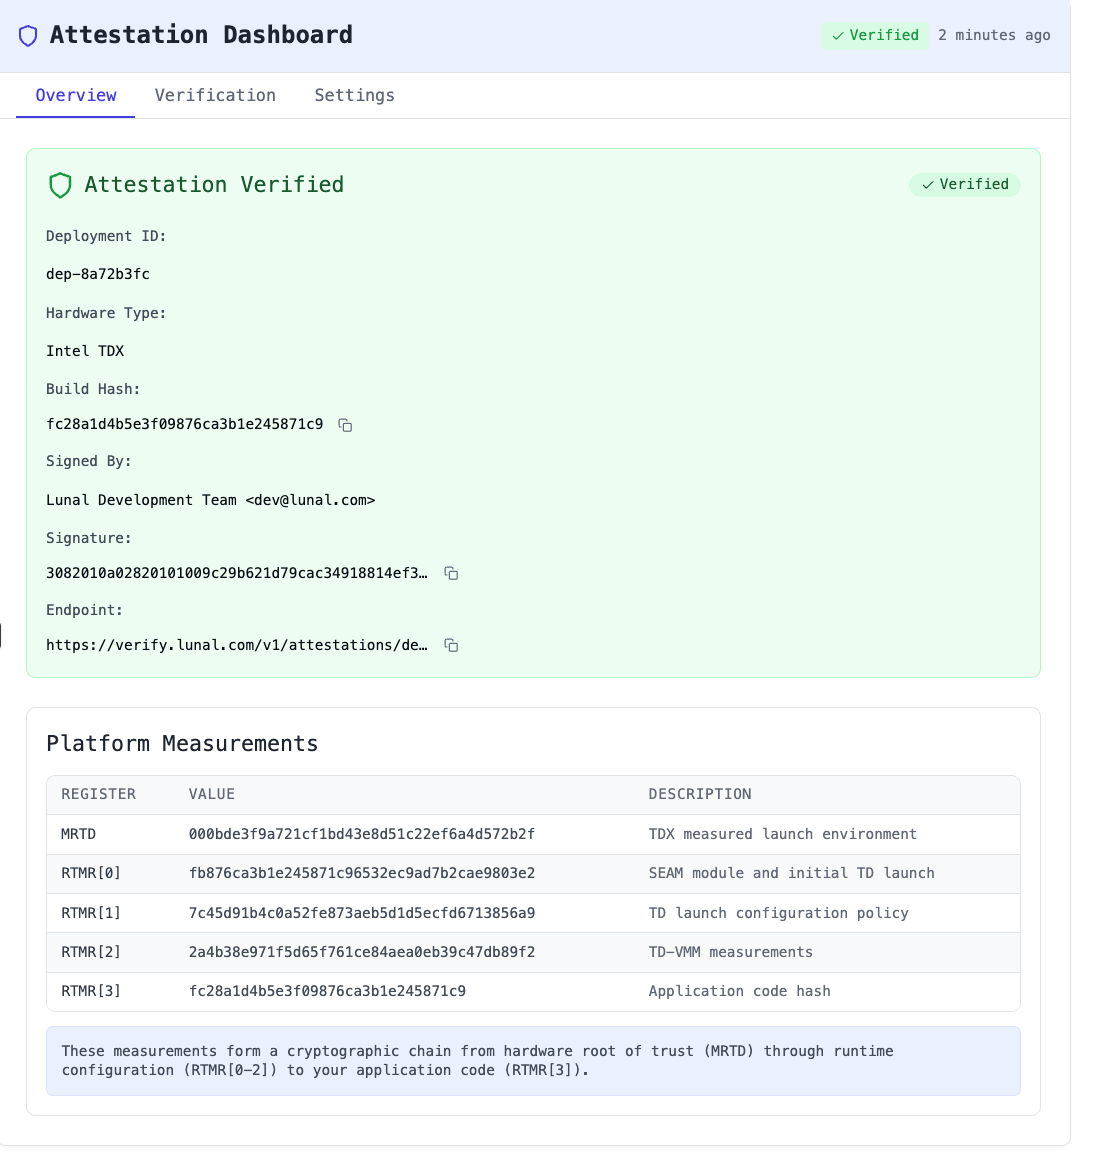 Attestation Dashboard
Verified 2 minutes ago
Overview Verification Settings
Attestation Verified
Verified
Deployment ID:
dep-8a72b3fc
Hardware Type:
Intel TDX
Build Hash:
fc28a1d4b5e3f09876ca3b1e245871c9
Signed By:
Lunal Development Team <dev@lunal.com>
Signature:
3082010a02820101009c29b621d79cac34918814ef3…
Endpoint:
https://verify.lunal.com/v1/attestations/de…
Platform Measurements
REGISTER VALUE DESCRIPTION
MRTD 000bde3f9a721cf1bd43e8d51c22ef6a4d572b2f TDX measured launch environment
RTMR[0] fb876ca3b1e245871c96532ec9ad7b2cae9803e2 SEAM module and initial TD launch
RTMR[1] 7c45d91b4c0a52fe873aeb5d1d5ecfd6713856a9 TD launch configuration policy
RTMR[2] 2a4b38e971f5d65f761ce84aea0eb39c47db89f2 TD-VMM measurements
RTMR[3] fc28a1d4b5e3f09876ca3b1e245871c9 Application code hash
These measurements form a cryptographic chain from hardware root of trust (MRTD) through runtime
configuration (RTMR[0-2]) to your application code (RTMR[3]).